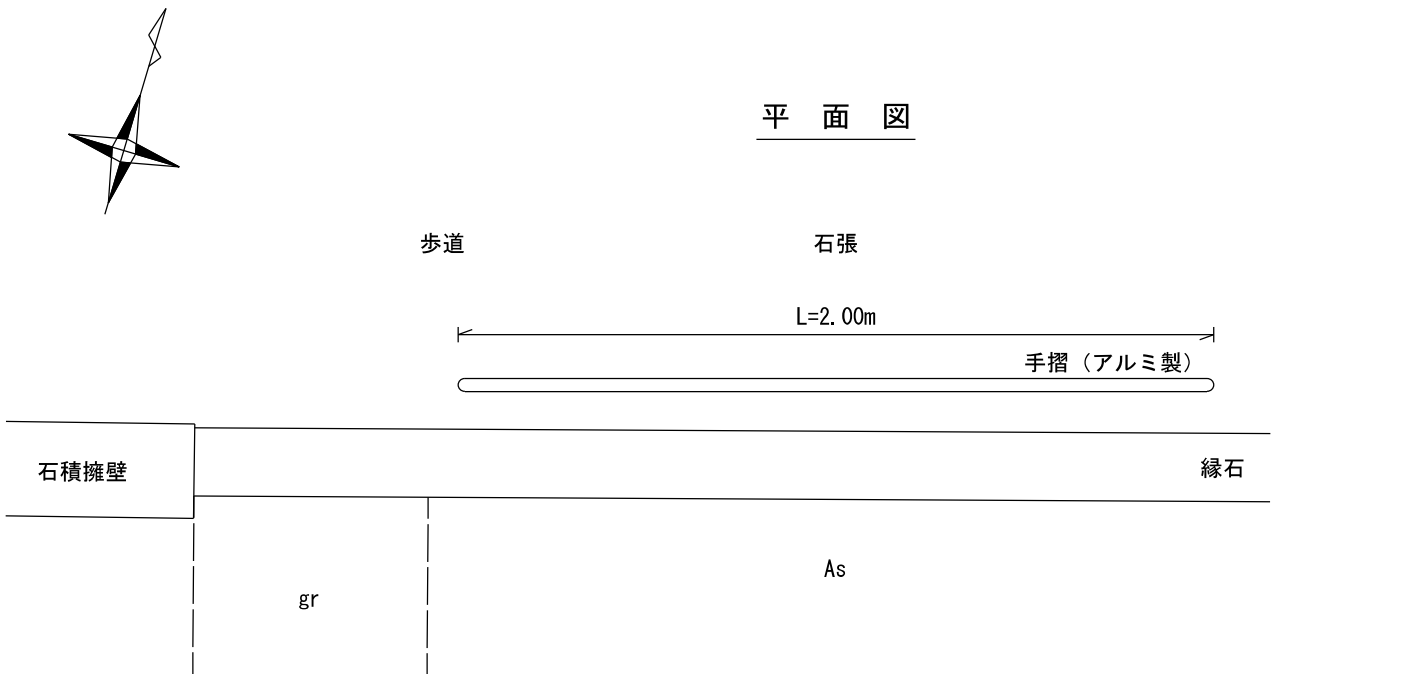 平　面　図
歩道
石張
L=2.00m
手摺（アルミ製）
石積擁壁
縁石
As
gr